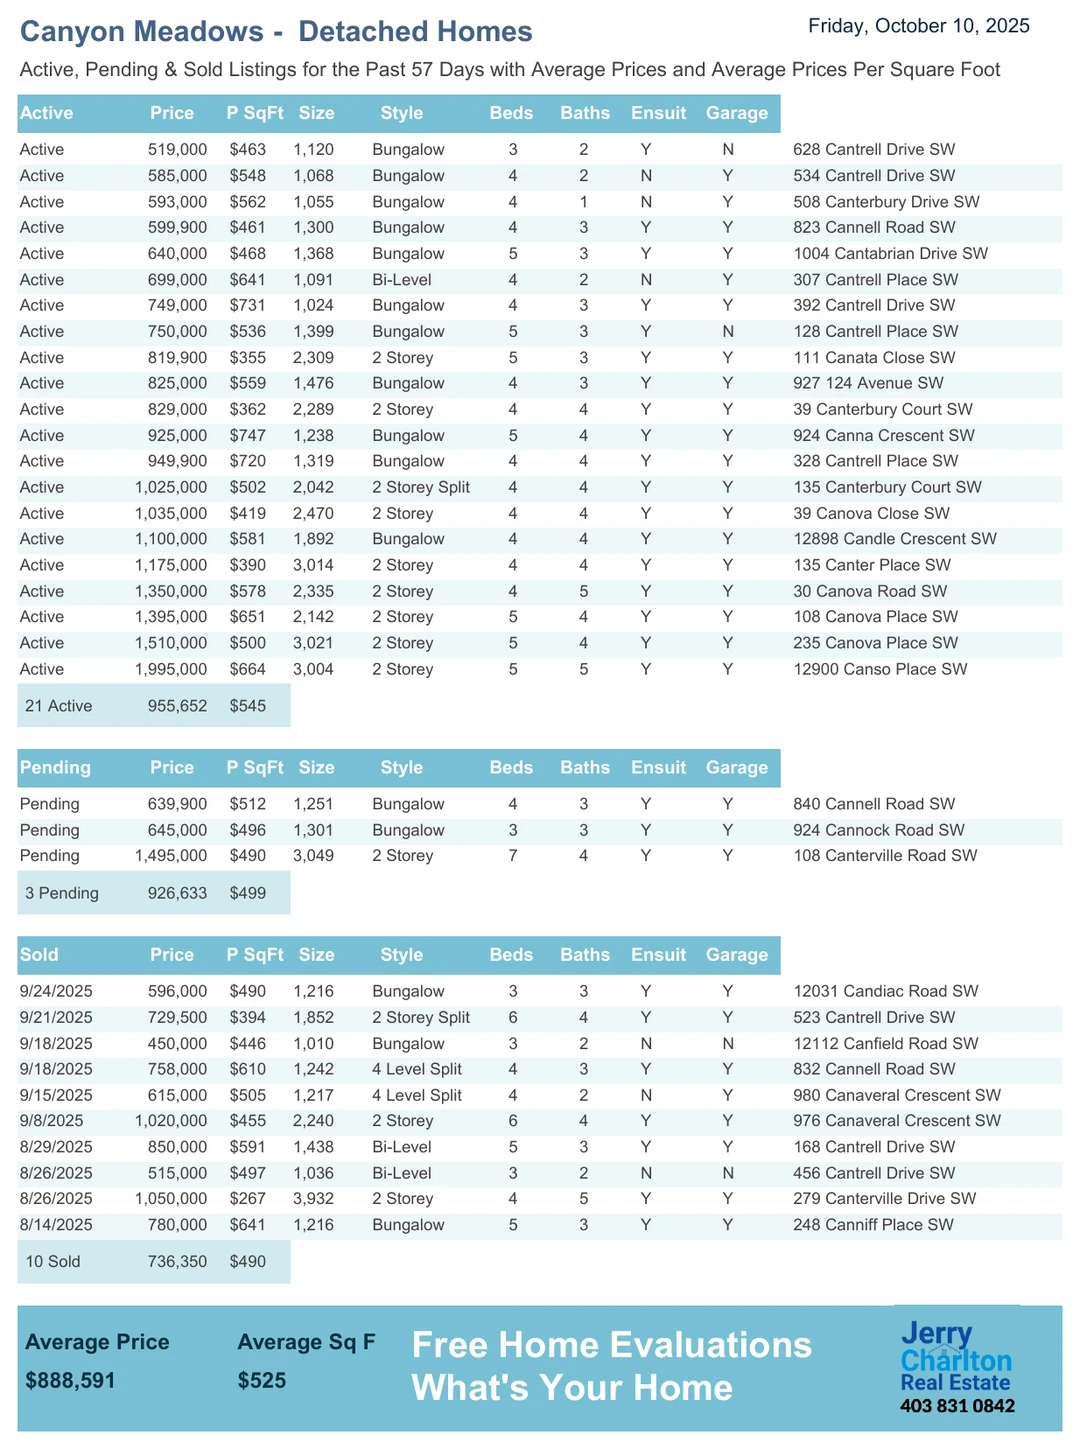 Canyon Meadows - Detached Homes
Friday, October 10, 2025
Active, Pending & Sold Listings for the Past 57 Days with Average Prices and Average Prices Per Square Foot
Active Price P SqFt Size Style Beds Baths Ensuit Garage
Active 519,000 $463 1,120 Bungalow 3 2 Y N 628 Cantrell Drive SW
Active 585,000 $548 1,068 Bungalow 4 2 N Y 534 Cantrell Drive SW
Active 593,000 $562 1,055 Bungalow 4 1 N Y 508 Canterbury Drive SW
Active 599,900 $461 1,300 Bungalow 4 3 Y Y 823 Cannell Road SW
Active 640,000 $468 1,368 Bungalow 5 3 Y Y 1004 Cantabrian Drive SW
Active 699,000 $641 1,091 Bi-Level 4 2 N Y 307 Cantrell Place SW
Active 749,000 $731 1,024 Bungalow 4 3 Y Y 392 Cantrell Drive SW
Active 750,000 $536 1,399 Bungalow 5 3 Y N 128 Cantrell Place SW
Active 819,900 $355 2,309 2 Storey 5 3 Y Y 111 Canata Close SW
Active 825,000 $559 1,476 Bungalow 4 3 Y Y 927 124 Avenue SW
Active 829,000 $362 2,289 2 Storey 4 4 Y Y 39 Canterbury Court SW
Active 925,000 $747 1,238 Bungalow 5 4 Y Y 924 Canna Crescent SW
Active 949,900 $720 1,319 Bungalow 4 4 Y Y 328 Cantrell Place SW
Active 1,025,000 $502 2,042 2 Storey Split 4 4 Y Y 135 Canterbury Court SW
Active 1,035,000 $419 2,470 2 Storey 4 4 Y Y 39 Canova Close SW
Active 1,100,000 $581 1,892 Bungalow 4 4 Y Y 12898 Candle Crescent SW
Active 1,175,000 $390 3,014 2 Storey 4 4 Y Y 135 Canter Place SW
Active 1,350,000 $578 2,335 2 Storey 4 5 Y Y 30 Canova Road SW
Active 1,395,000 $651 2,142 2 Storey 5 4 Y Y 108 Canova Place SW
Active 1,510,000 $500 3,021 2 Storey 5 4 Y Y 235 Canova Place SW
Active 1,995,000 $664 3,004 2 Storey 5 5 Y Y 12900 Canso Place SW
21 Active 955,652 $545
Pending Price P SqFt Size Style Beds Baths Ensuit Garage
Pending 639,900 $512 1,251 Bungalow 4 3 Y Y 840 Cannell Road SW
Pending 645,000 $496 1,301 Bungalow 3 3 Y Y 924 Cannock Road SW
Pending 1,495,000 $490 3,049 2 Storey 7 4 Y Y 108 Canterville Road SW
3 Pending 926,633 $499
Sold Price P SqFt Size Style Beds Baths Ensuit Garage
9/24/2025 596,000 $490 1,216 Bungalow 3 3 Y Y 12031 Candiac Road SW
9/21/2025 729,500 $394 1,852 2 Storey Split 6 4 Y Y 523 Cantrell Drive SW
9/18/2025 450,000 $446 1,010 Bungalow 3 2 N N 12112 Canfield Road SW
9/18/2025 758,000 $610 1,242 4 Level Split 4 3 Y Y 832 Cannell Road SW
9/15/2025 615,000 $505 1,217 4 Level Split 4 2 N Y 980 Canaveral Crescent SW
9/8/2025 1,020,000 $455 2,240 2 Storey 6 4 Y Y 976 Canaveral Crescent SW
8/29/2025 850,000 $591 1,438 Bi-Level 5 3 Y Y 168 Cantrell Drive SW
8/26/2025 515,000 $497 1,036 Bi-Level 3 2 N N 456 Cantrell Drive SW
8/26/2025 1,050,000 $267 3,932 2 Storey 4 5 Y Y 279 Canterville Drive SW
8/14/2025 780,000 $641 1,216 Bungalow 5 3 Y Y 248 Canniff Place SW
10 Sold 736,350 $490
Average Price Average Sq F
$888,591 $525
Free Home Evaluations
What's Your Home
Jerry
Charlton
Real Estate
403 831 0842